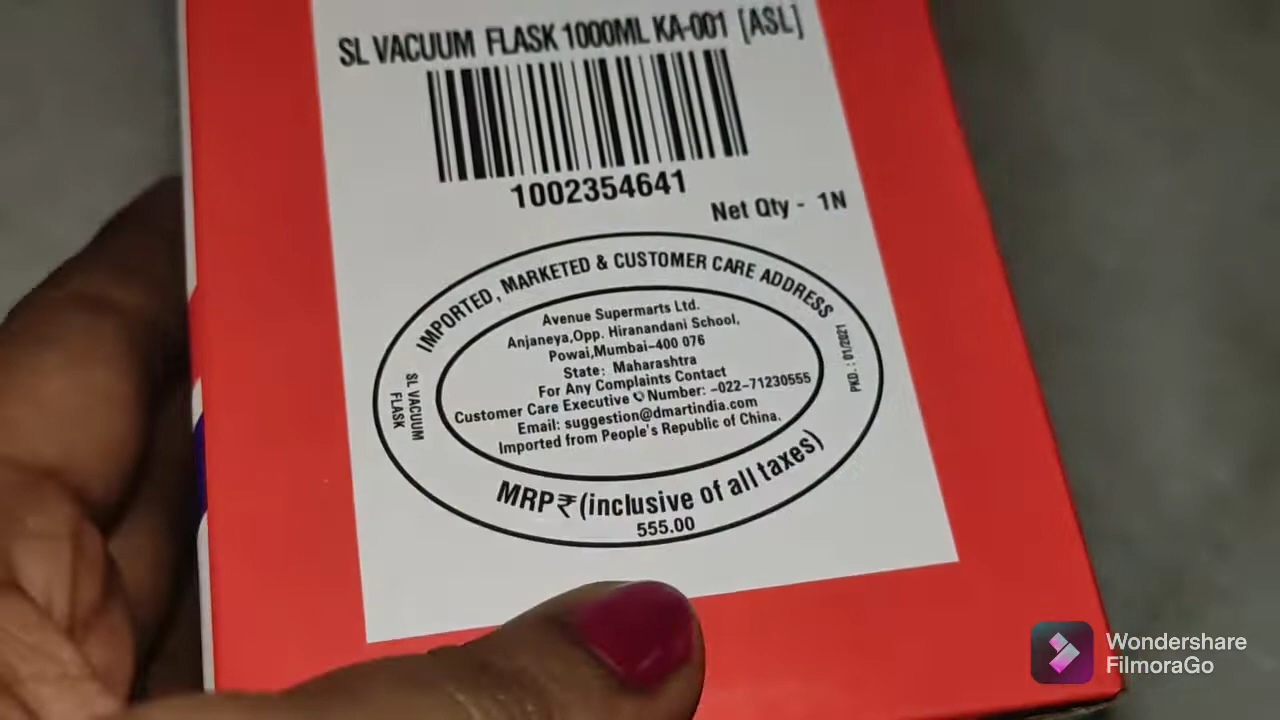 SL VACUUM FLASK 1000ML KA-001 [ASL]
1002354641
Net Qty - 1N
IMPORTED, MARKETED & CUSTOMER CARE ADDRESS
Avenue Supermarts Ltd.
Anjaneya,Opp. Hiranandani School,
Powai,Mumbai-400 076
State: Maharashtra
For Any Complaints Contact
Customer Care Executive Number: -022-71230555
Email: suggestion@dmartindia.com
Imported from People's Republic of China.
SL VACUUM
FLASK
PKD. : 01/2021
MRP₹(inclusive of all taxes)
555.00
Wondershare
FilmoraGo